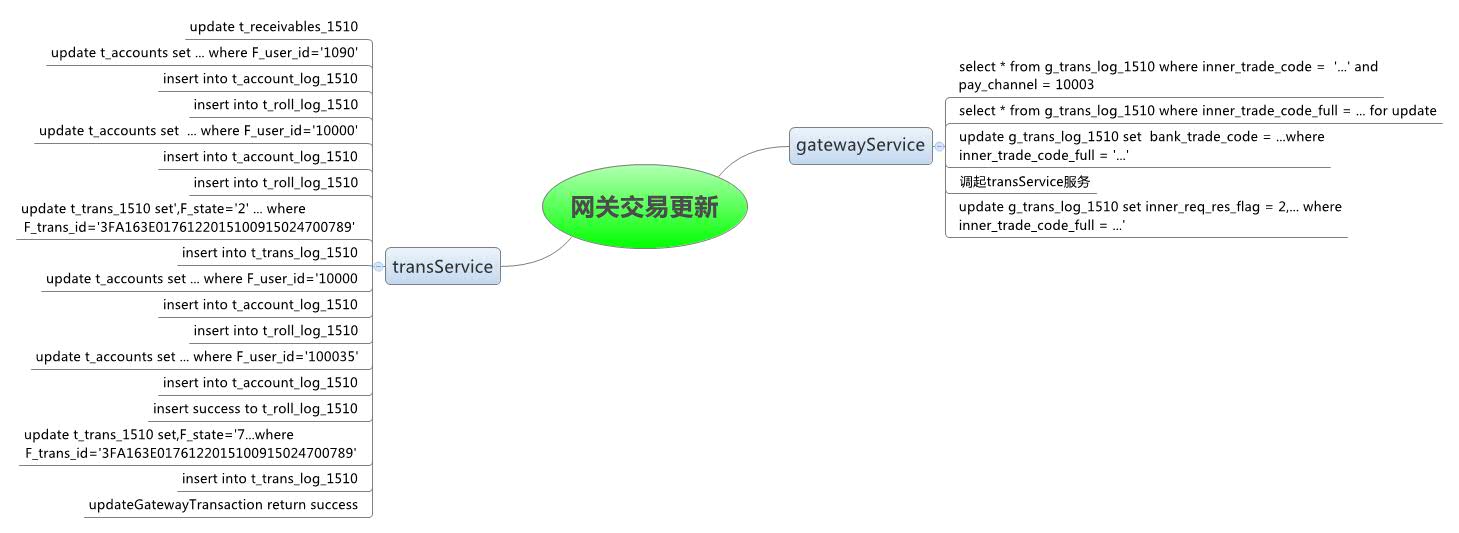 update t_receivables_1510
update t_accounts set ... where F_user_id='1090'
insert into t_account_log_1510
insert into t_roll_log_1510
update t_accounts set  ... where F_user_id='10000'
insert into t_account_log_1510
insert into t_roll_log_1510
update t_trans_1510 set',F_state='2' ... where
F_trans_id='3FA163E0176122015100915024700789'
insert into t_trans_log_1510
update t_accounts set ... where F_user_id='10000
insert into t_account_log_1510
insert into t_roll_log_1510
update t_accounts set ... where F_user_id='100035'
insert into t_account_log_1510
insert success to t_roll_log_1510
update t_trans_1510 set,F_state='7...where
F_trans_id='3FA163E0176122015100915024700789'
insert into t_trans_log_1510
updateGatewayTransaction return success
transService
网关交易更新
gatewayService
select * from g_trans_log_1510 where inner_trade_code =  '...' and
pay_channel = 10003
select * from g_trans_log_1510 where inner_trade_code_full = ... for update
update g_trans_log_1510 set  bank_trade_code = ...where
inner_trade_code_full = '...'
调起transService服务
update g_trans_log_1510 set inner_req_res_flag = 2,... where
inner_trade_code_full = ...'